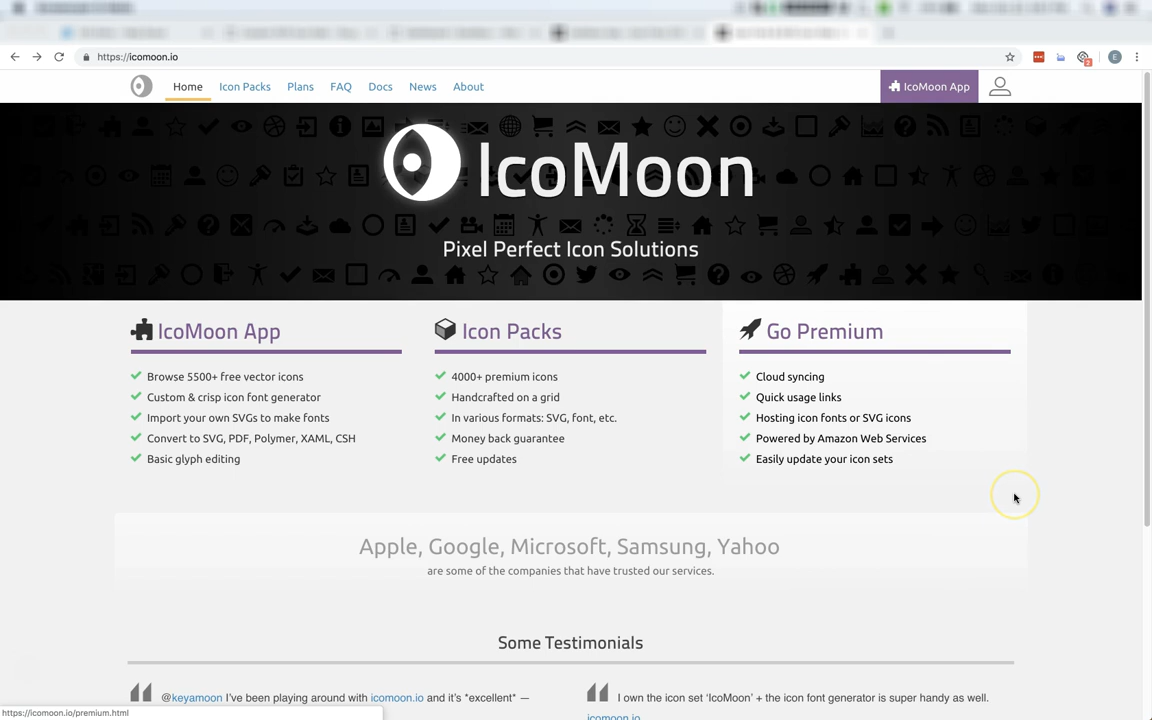 https://icomoon.io
E
Home Icon Packs Plans FAQ Docs News About IcoMoon App
IcoMoon
Pixel Perfect Icon Solutions
IcoMoon App
Browse 5500+ free vector icons
Custom & crisp icon font generator
Import your own SVGs to make fonts
Convert to SVG, PDF, Polymer, XAML, CSH
Basic glyph editing
Icon Packs
4000+ premium icons
Handcrafted on a grid
In various formats: SVG, font, etc.
Money back guarantee
Free updates
Go Premium
Cloud syncing
Quick usage links
Hosting icon fonts or SVG icons
Powered by Amazon Web Services
Easily update your icon sets
Apple, Google, Microsoft, Samsung, Yahoo
are some of the companies that have trusted our services.
Some Testimonials
@keyamoon I've been playing around with icomoon.io and it's *excellent* —
I own the icon set 'IcoMoon' + the icon font generator is super handy as well.
icomoon.io
https://icomoon.io/premium.html